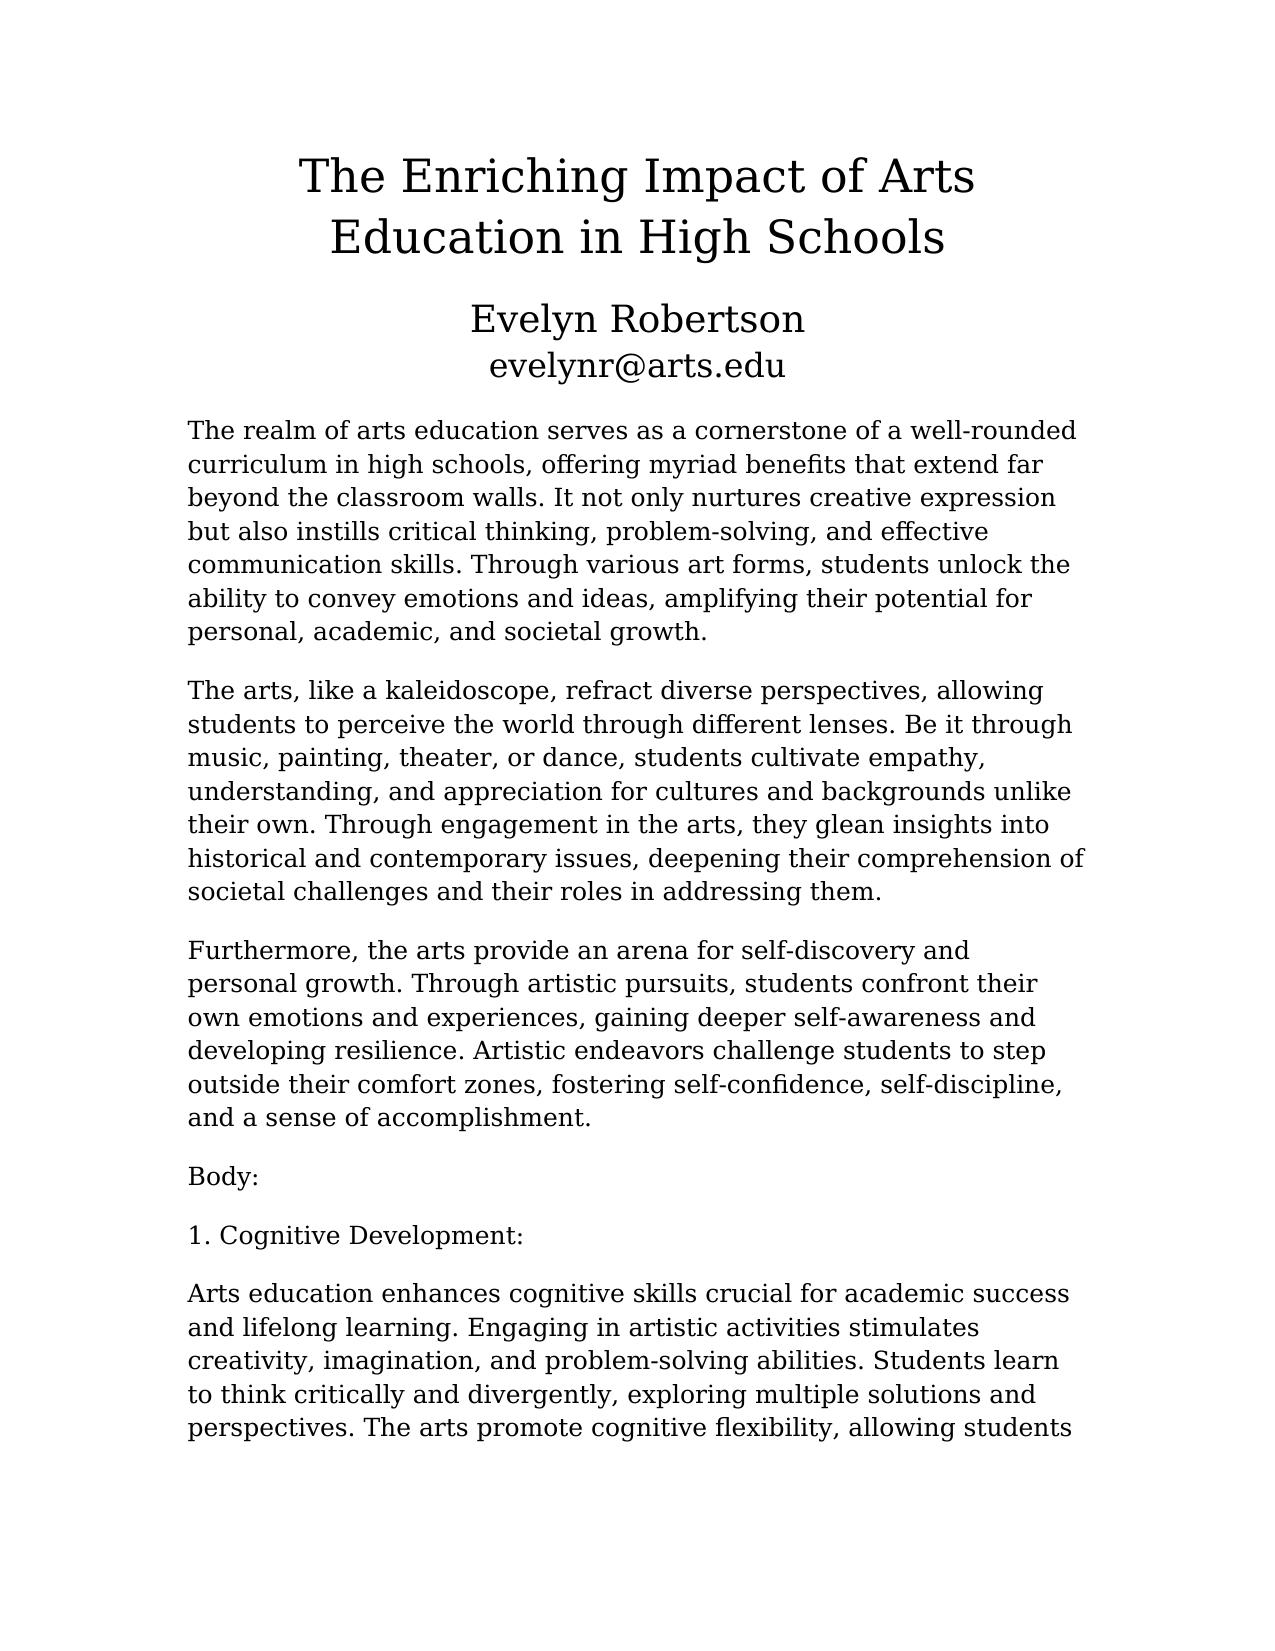 The Enriching Impact of Arts
Education in High Schools
Evelyn Robertson
evelynr@arts.edu
The realm of arts education serves as a cornerstone of a well-rounded
curriculum in high schools, offering myriad benefits that extend far
beyond the classroom walls. It not only nurtures creative expression
but also instills critical thinking, problem-solving, and effective
communication skills. Through various art forms, students unlock the
ability to convey emotions and ideas, amplifying their potential for
personal, academic, and societal growth.
The arts, like a kaleidoscope, refract diverse perspectives, allowing
students to perceive the world through different lenses. Be it through
music, painting, theater, or dance, students cultivate empathy,
understanding, and appreciation for cultures and backgrounds unlike
their own. Through engagement in the arts, they glean insights into
historical and contemporary issues, deepening their comprehension of
societal challenges and their roles in addressing them.
Furthermore, the arts provide an arena for self-discovery and
personal growth. Through artistic pursuits, students confront their
own emotions and experiences, gaining deeper self-awareness and
developing resilience. Artistic endeavors challenge students to step
outside their comfort zones, fostering self-confidence, self-discipline,
and a sense of accomplishment.
Body:
1. Cognitive Development:
Arts education enhances cognitive skills crucial for academic success
and lifelong learning. Engaging in artistic activities stimulates
creativity, imagination, and problem-solving abilities. Students learn
to think critically and divergently, exploring multiple solutions and
perspectives. The arts promote cognitive flexibility, allowing students